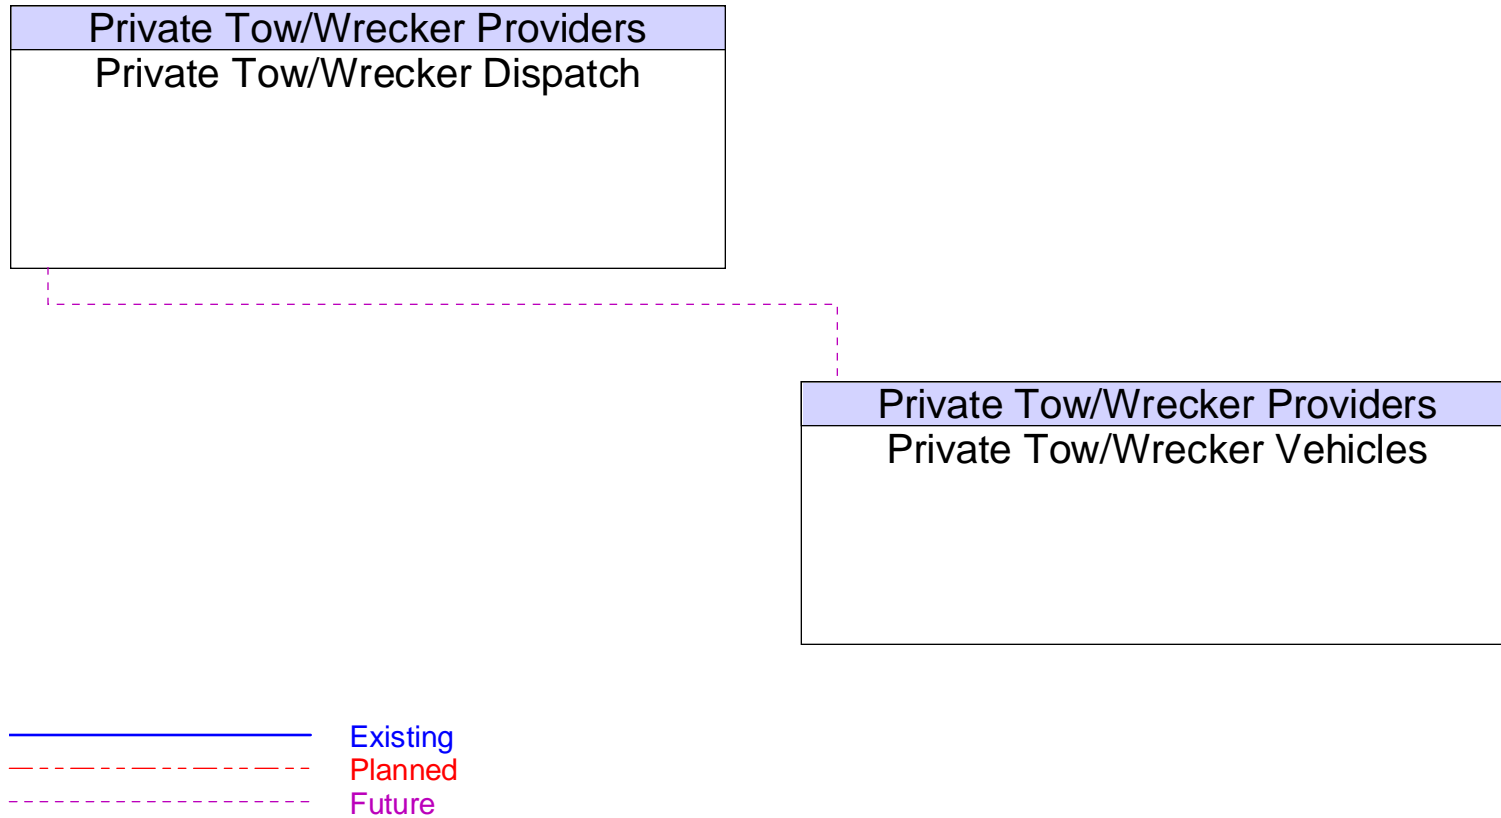 Private Tow/Wrecker Providers
Private Tow/Wrecker Dispatch
Private Tow/Wrecker Providers
Private Tow/Wrecker Vehicles
Existing
Planned
Future